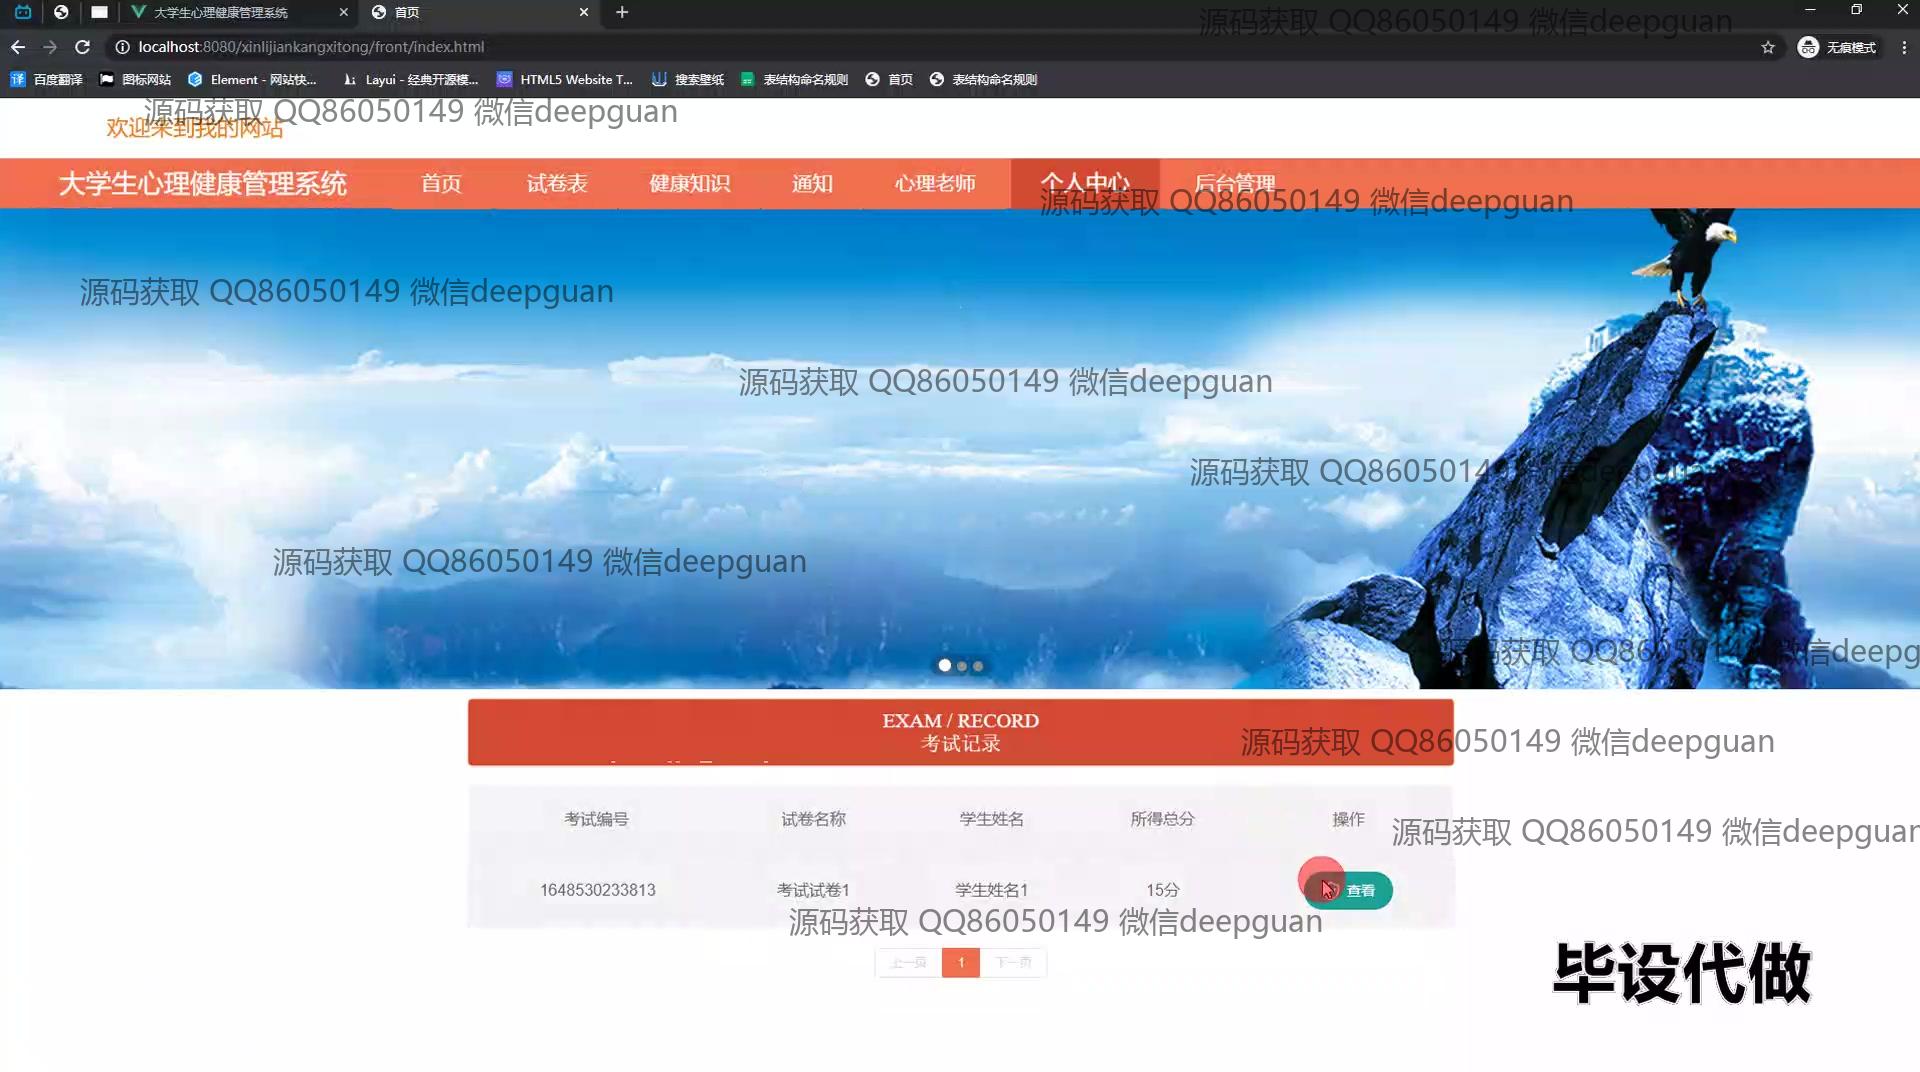 大学生心理健康管理系统
首页
源码获取 QQ86050149 微信deepguan
localhost:8080/xinlijiankangxitong/front/index.html
无痕模式
百度翻译
图标网站
Element - 网站快...
Layui - 经典开源模...
HTML5 Website T...
搜索壁纸
表结构命名规则
首页
表结构命名规则
源码获取 QQ86050149 微信deepguan
欢迎来到我的网站
大学生心理健康管理系统
首页
试卷表
健康知识
通知
心理老师
个人中心
后台管理
源码获取 QQ86050149 微信deepguan
源码获取 QQ86050149 微信deepguan
源码获取 QQ86050149 微信deepguan
源码获取 QQ86050149 微信deepguan
源码获取 QQ86050149 微信deepguan
源码获取 QQ86050149 微信deepg
EXAM / RECORD
考试记录
源码获取 QQ86050149 微信deepguan
考试编号 试卷名称 学生姓名 所得总分 操作
源码获取 QQ86050149 微信deepguan
1648530233813 考试试卷1 学生姓名1 15分 查看
源码获取 QQ86050149 微信deepguan
上一页 1 下一页
毕设代做